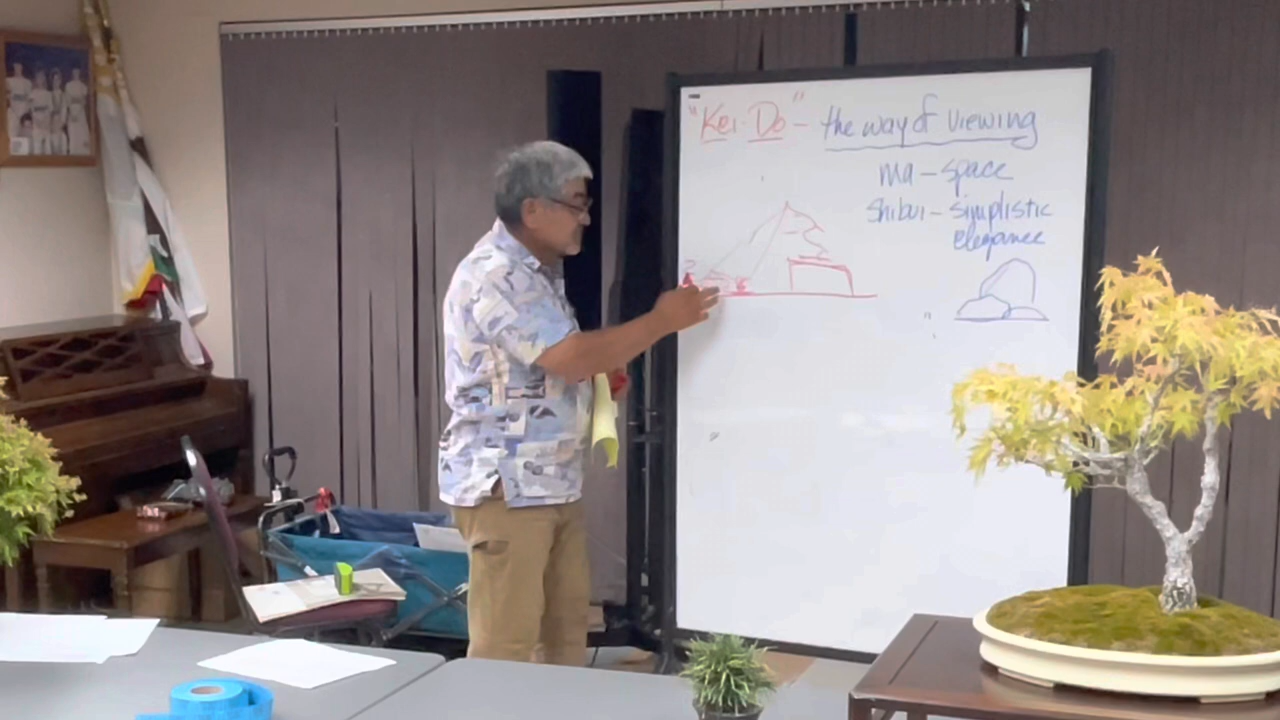 "Kei-Do" – the way of viewing
ma – space
Shibui – simplistic
elegance